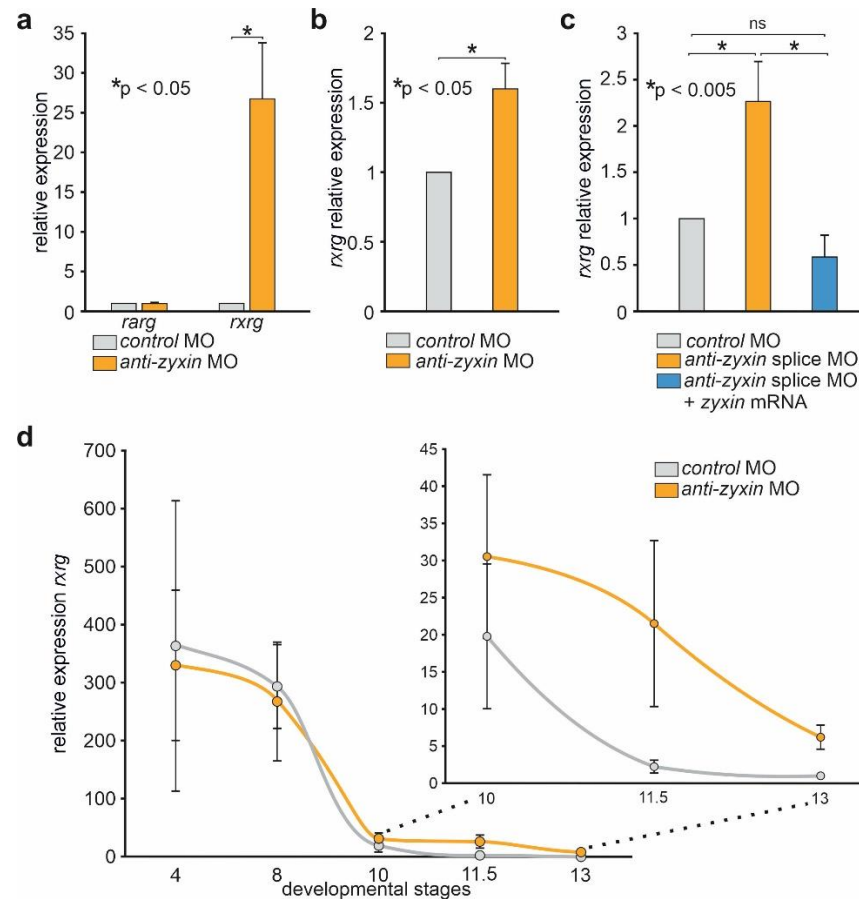 a
relative expression
35
30
25
20
15
10
5
0
*p < 0.05
*
rarg
rxrg
control MO
anti-zyxin MO
b
rxrg relative expression
2
1.5
1
0.5
0
*p < 0.05
*
control MO
anti-zyxin MO
c
rxrg relative expression
3
2.5
2
1.5
1
0.5
0
ns
*
*
*p < 0.005
control MO
anti-zyxin splice MO
anti-zyxin splice MO
+ zyxin mRNA
d
relative expression rxrg
700
600
500
400
300
200
100
0
4
8
10
11.5
13
developmental stages
45
40
35
30
25
20
15
10
5
0
10
11.5
13
control MO
anti-zyxin MO